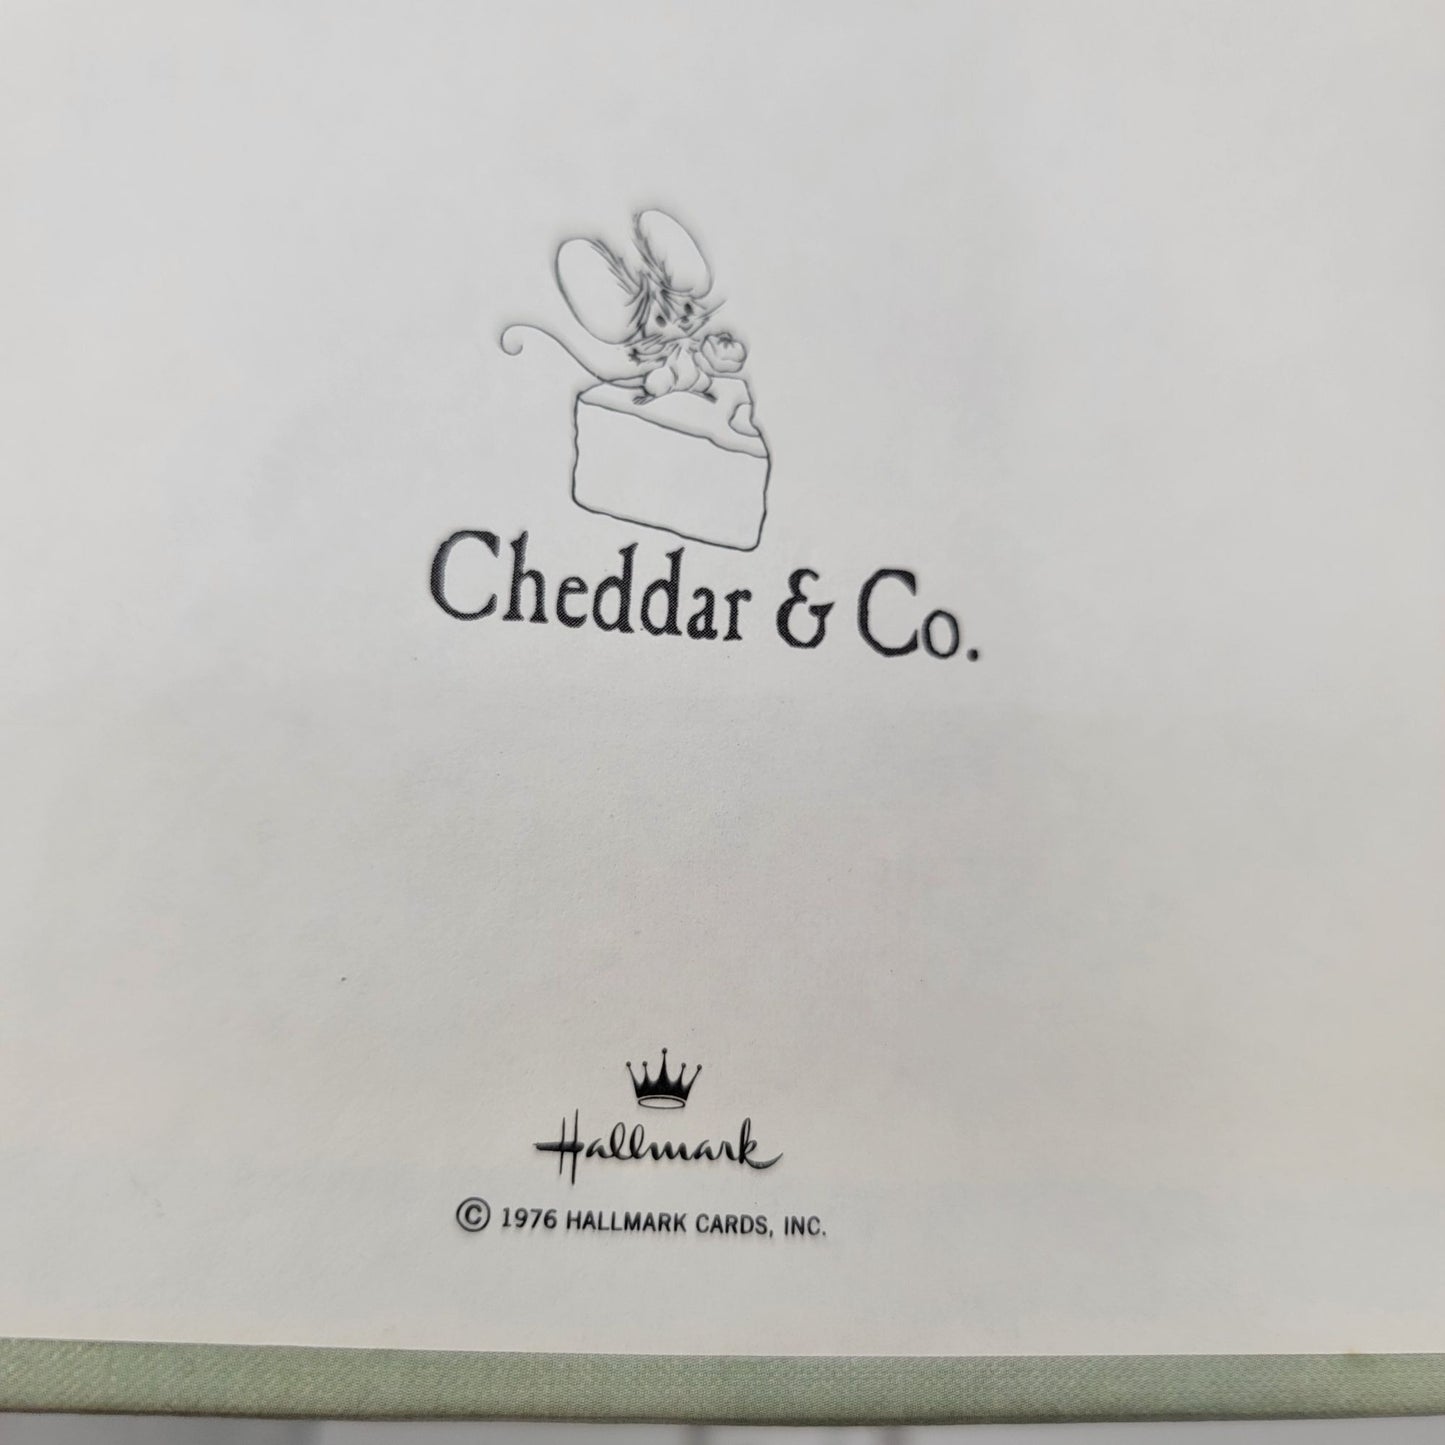 Cheddar & Co.
Hallmark
© 1976 HALLMARK CARDS, INC.